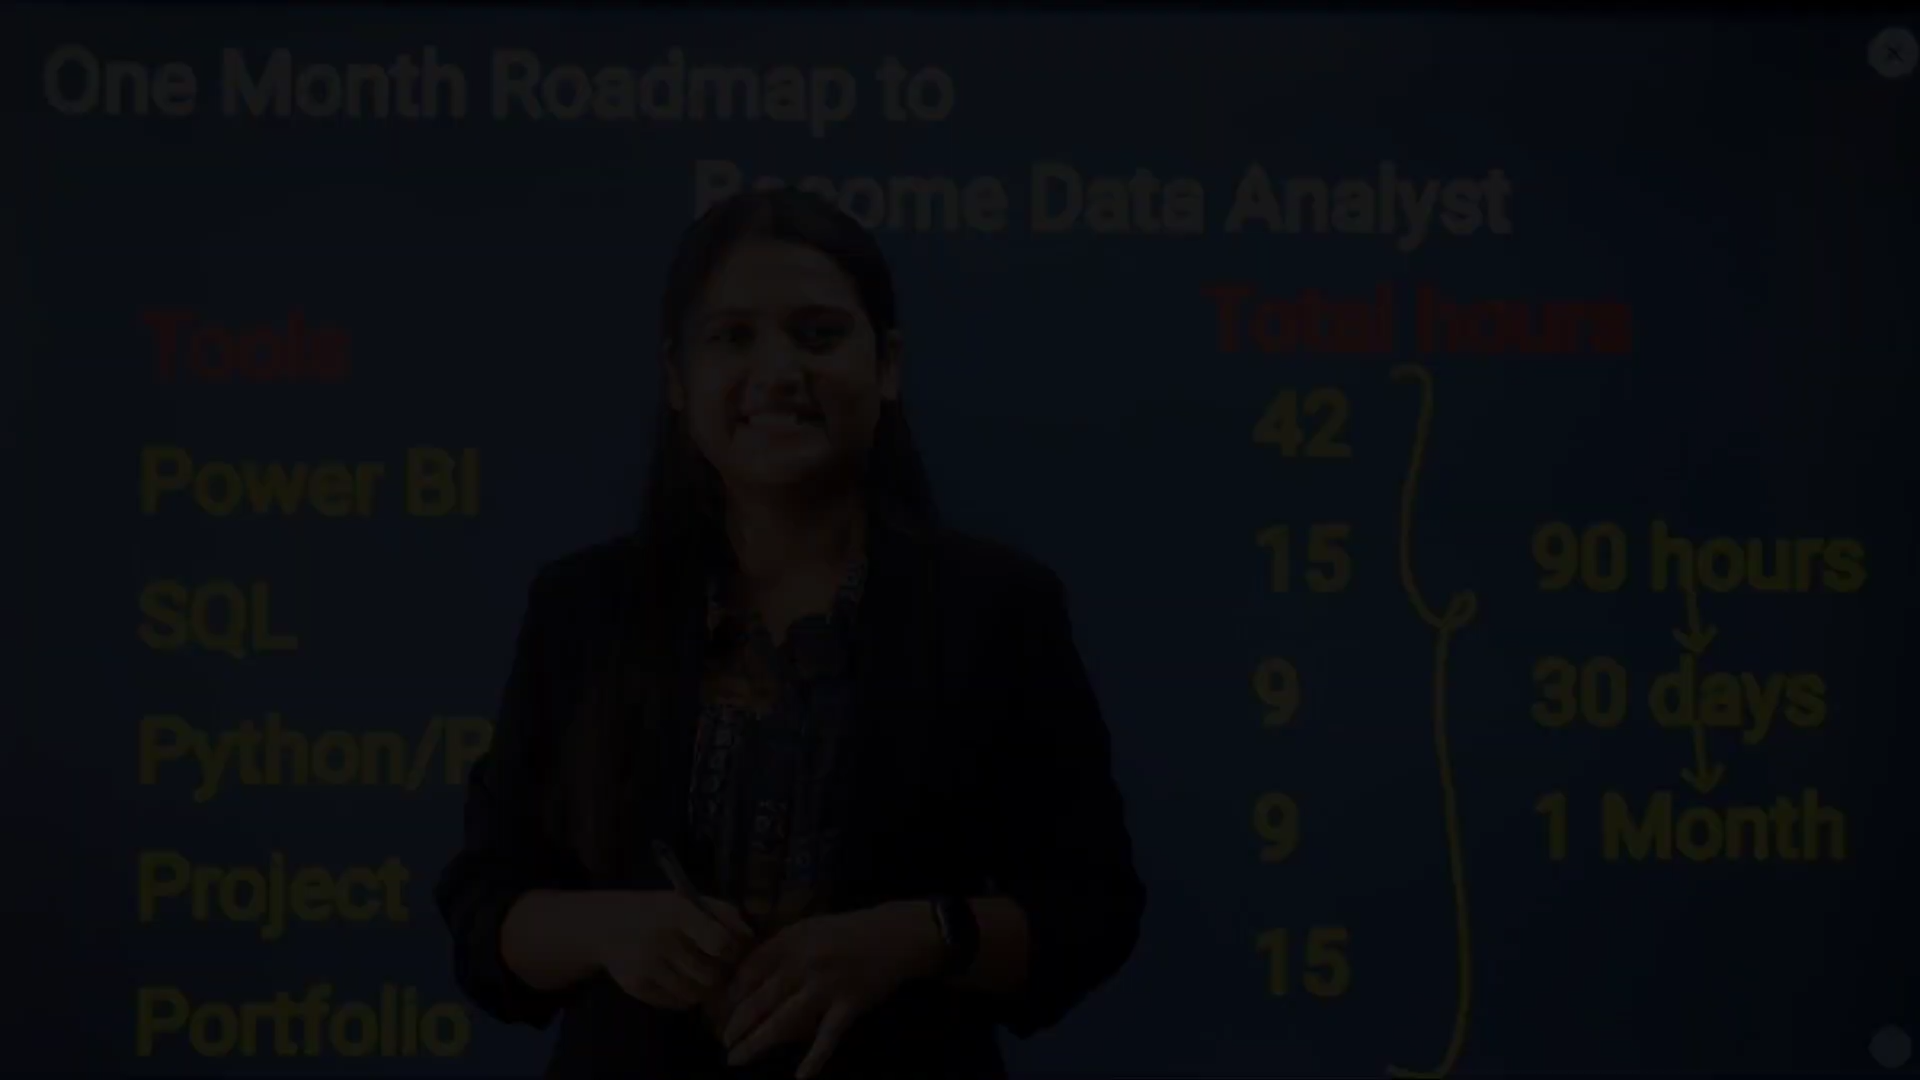 One Month Roadmap to
Become Data Analyst
Tools
Total hours
Power BI
42
SQL
15
90 hours
Python/
9
30 days
Project
9
1 Month
Portfolio
15